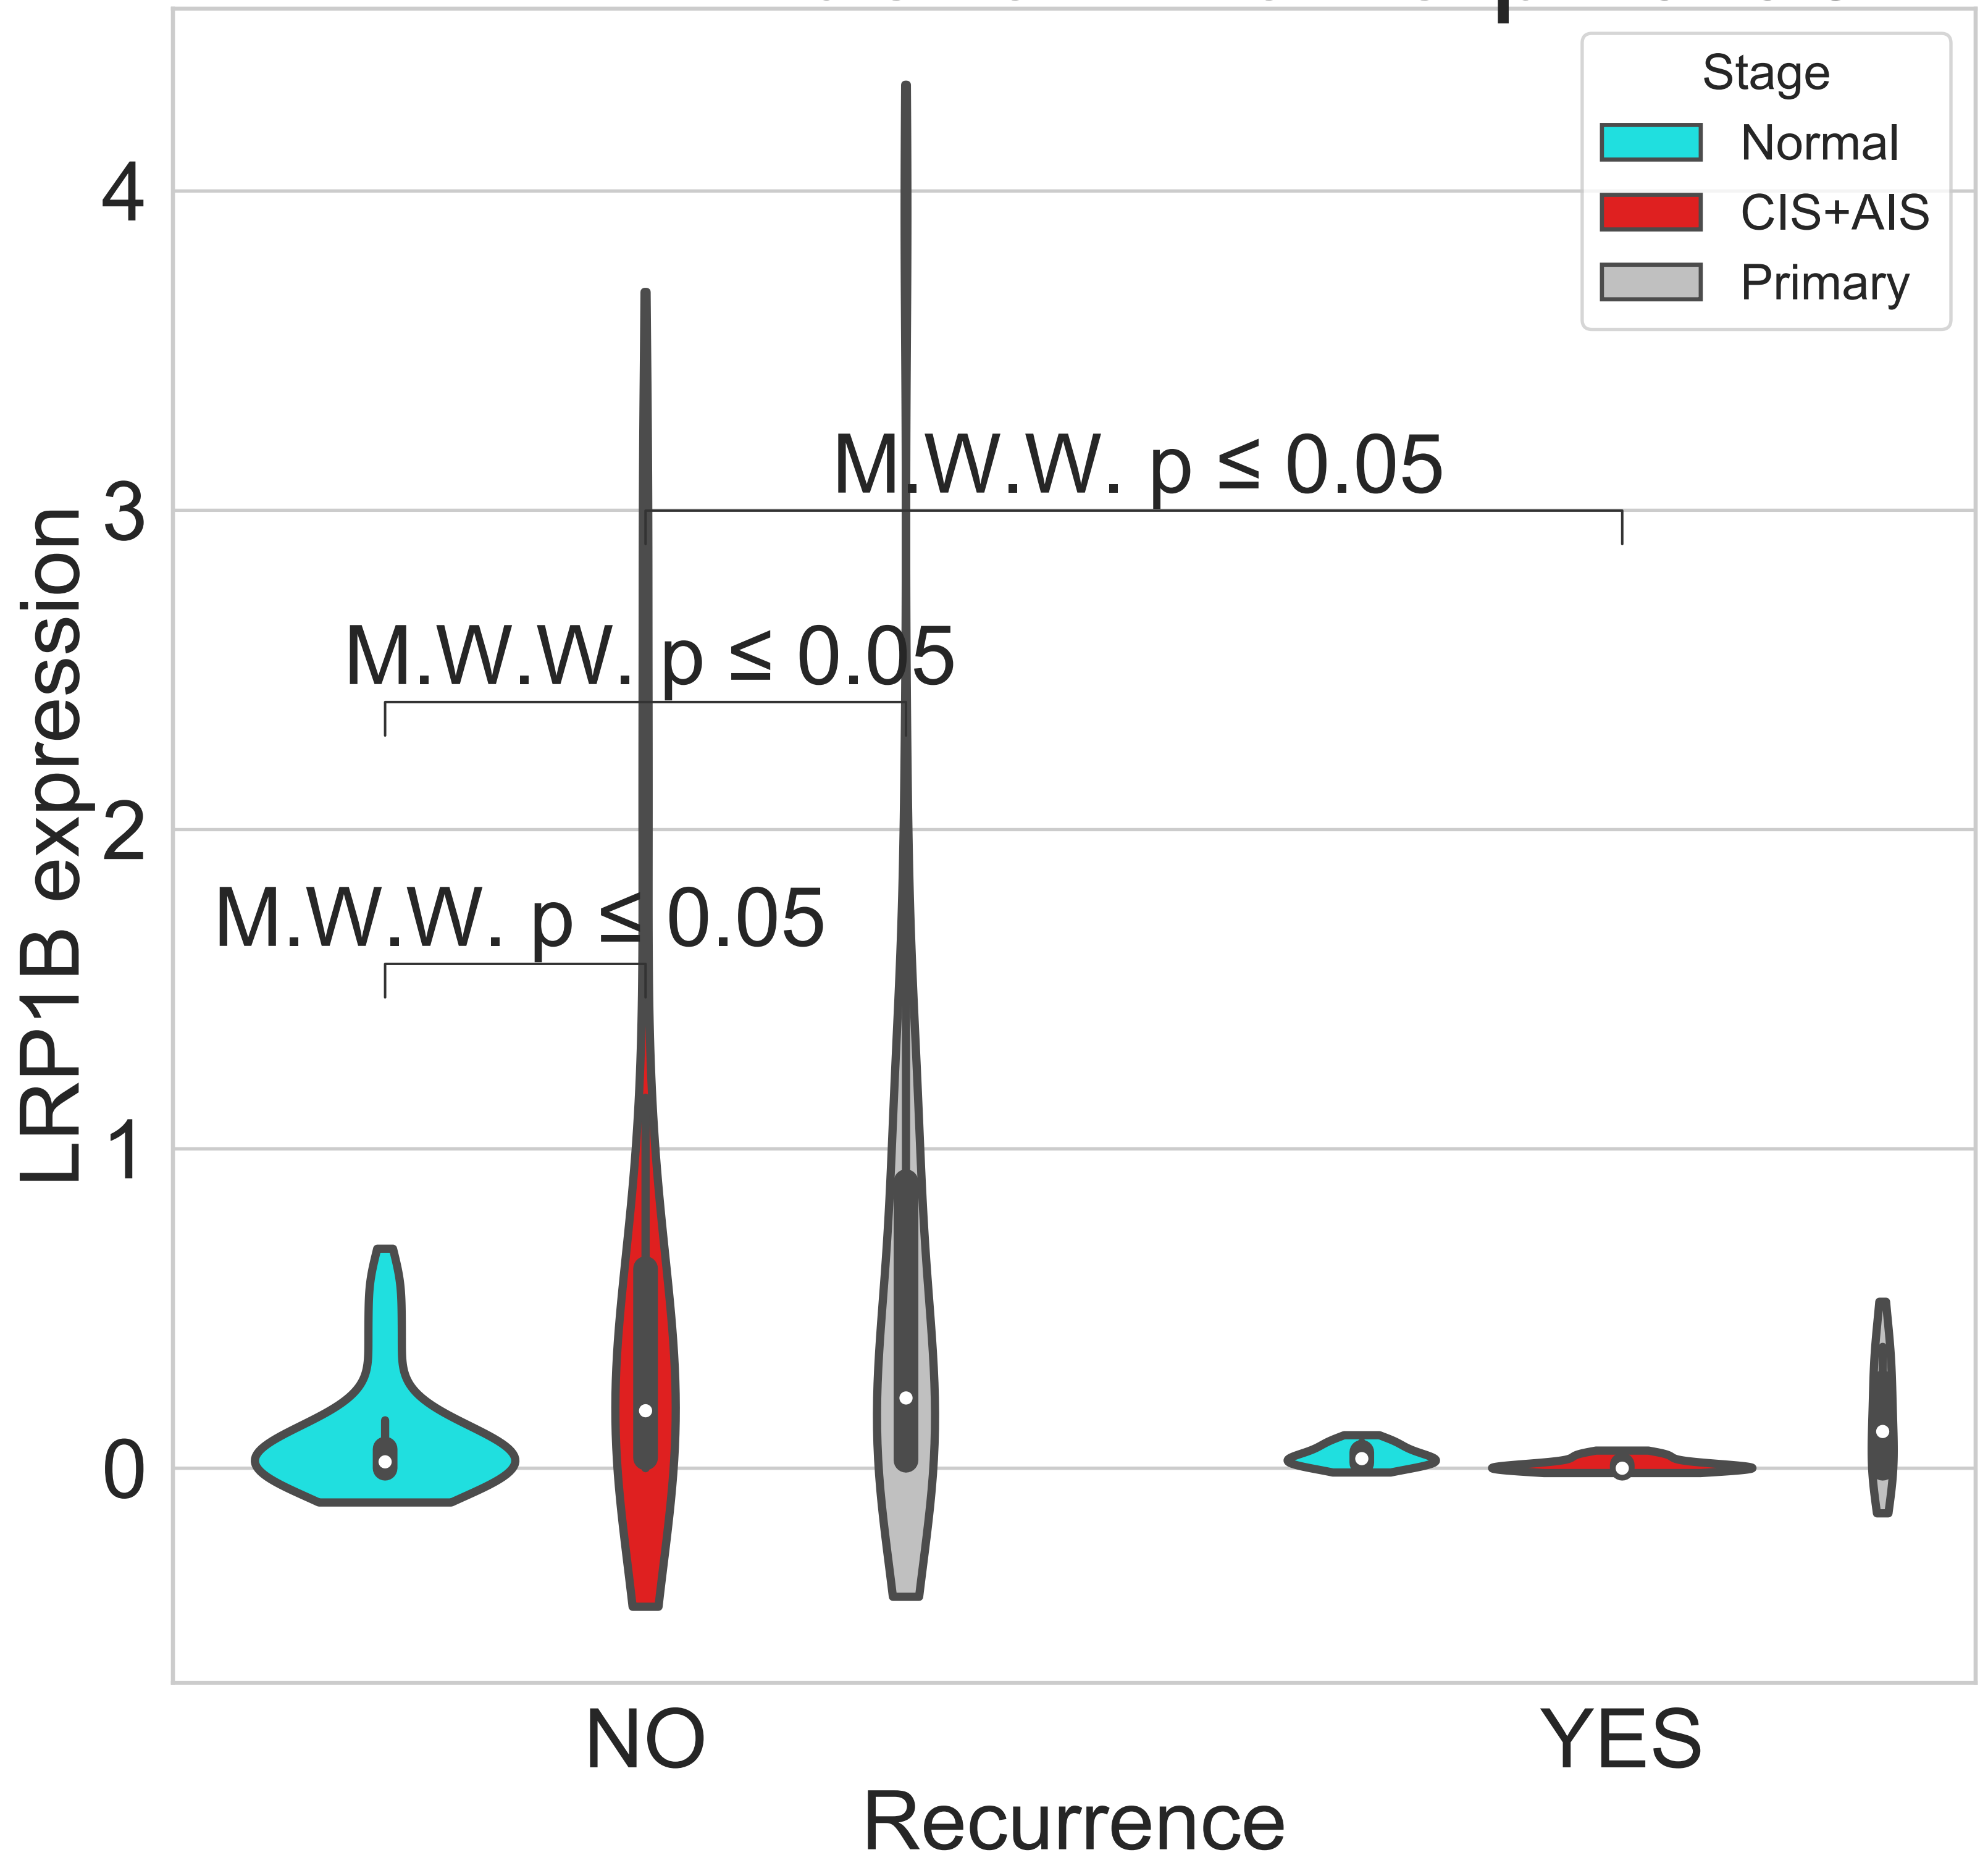 Stage
Normal
CIS+AIS
Primary
4
3
2
1
0
LRP1B expression
M.W.W. p ≤ 0.05
M.W.W. p ≤ 0.05
M.W.W. p ≤ 0.05
NO
YES
Recurrence